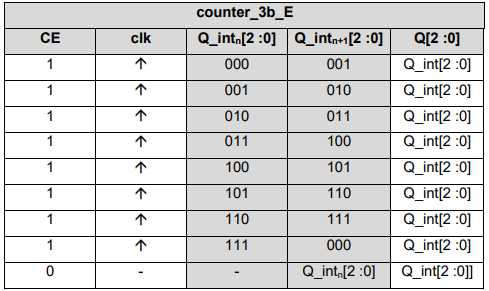 counter_3b_E
CE clk Q_intn[2 :0] Q_intn+1[2 :0] Q[2 :0]
1 ↑ 000 001 Q_int[2 :0]
1 ↑ 001 010 Q_int[2 :0]
1 ↑ 010 011 Q_int[2 :0]
1 ↑ 011 100 Q_int[2 :0]
1 ↑ 100 101 Q_int[2 :0]
1 ↑ 101 110 Q_int[2 :0]
1 ↑ 110 111 Q_int[2 :0]
1 ↑ 111 000 Q_int[2 :0]
0 - - Q_intn[2 :0] Q_int[2 :0]]